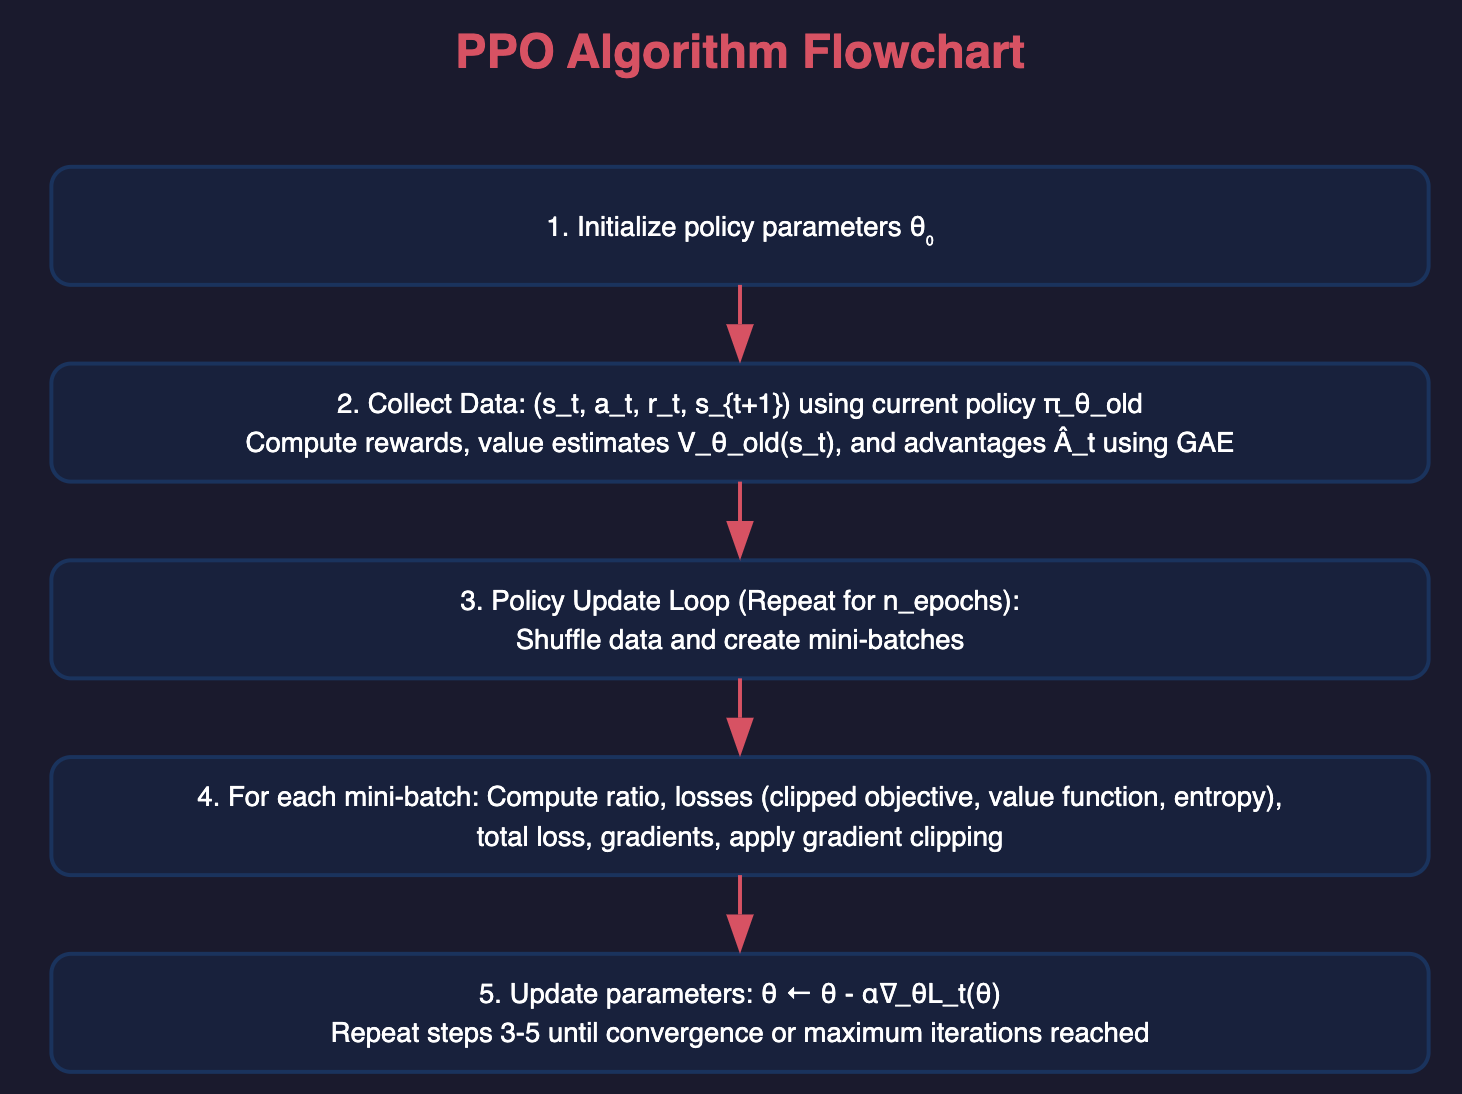 PPO Algorithm Flowchart
1. Initialize policy parameters θ₀
2. Collect Data: (s_t, a_t, r_t, s_{t+1}) using current policy π_θ_old
Compute rewards, value estimates V_θ_old(s_t), and advantages Â_t using GAE
3. Policy Update Loop (Repeat for n_epochs):
Shuffle data and create mini-batches
4. For each mini-batch: Compute ratio, losses (clipped objective, value function, entropy),
total loss, gradients, apply gradient clipping
5. Update parameters: θ ← θ - α∇_θL_t(θ)
Repeat steps 3-5 until convergence or maximum iterations reached